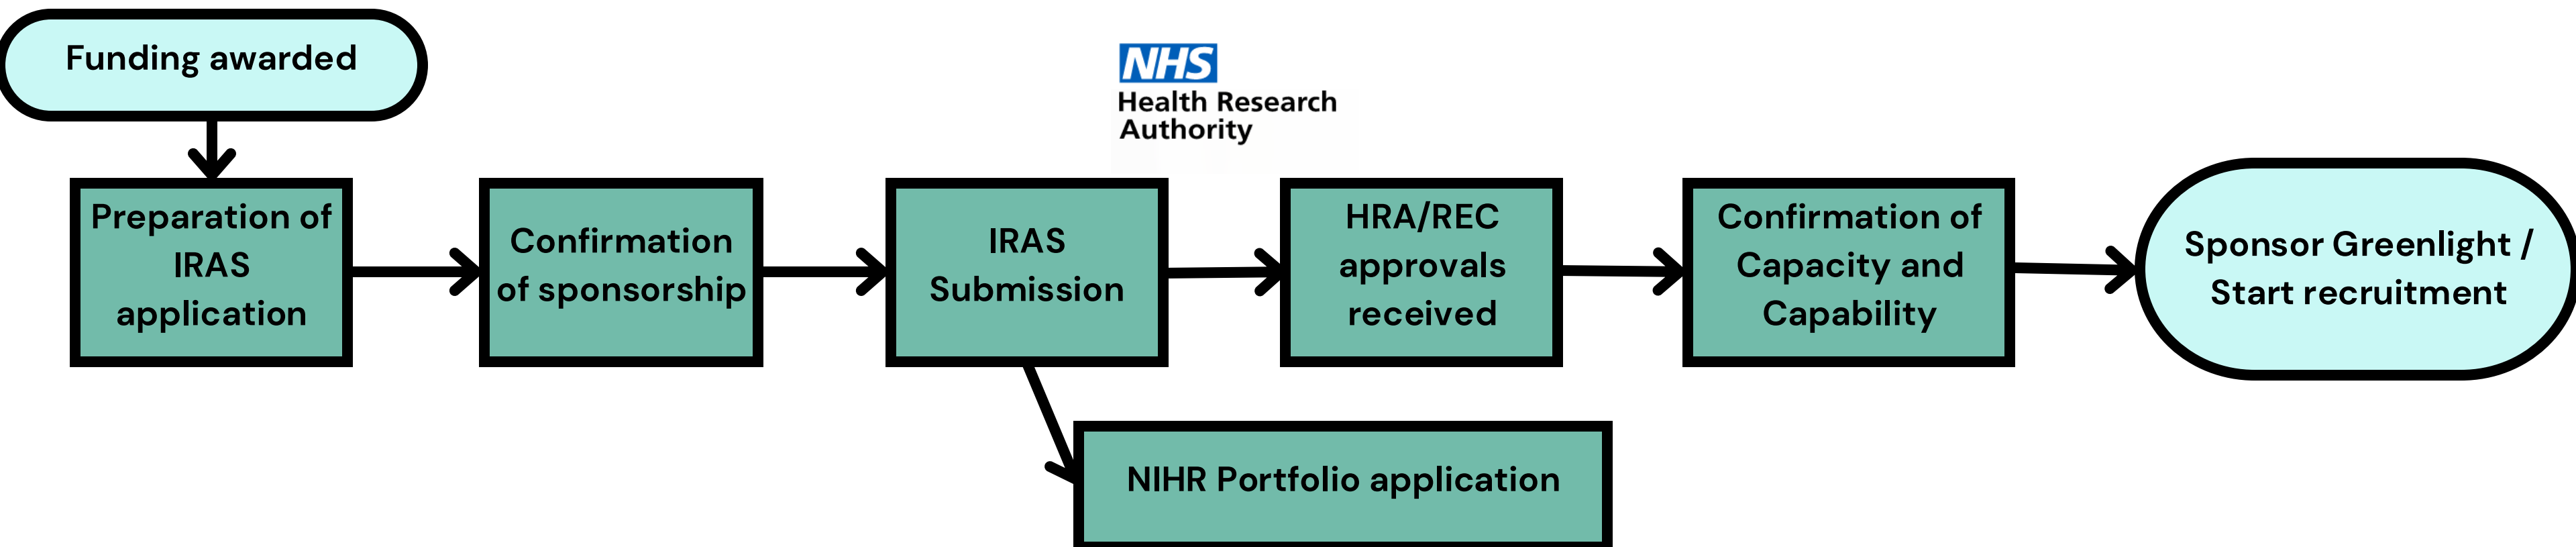 Funding awarded
NHS
Health Research
Authority
Preparation of
IRAS
application
Confirmation
of sponsorship
IRAS
Submission
HRA/REC
approvals
received
Confirmation of
Capacity and
Capability
Sponsor Greenlight /
Start recruitment
NIHR Portfolio application